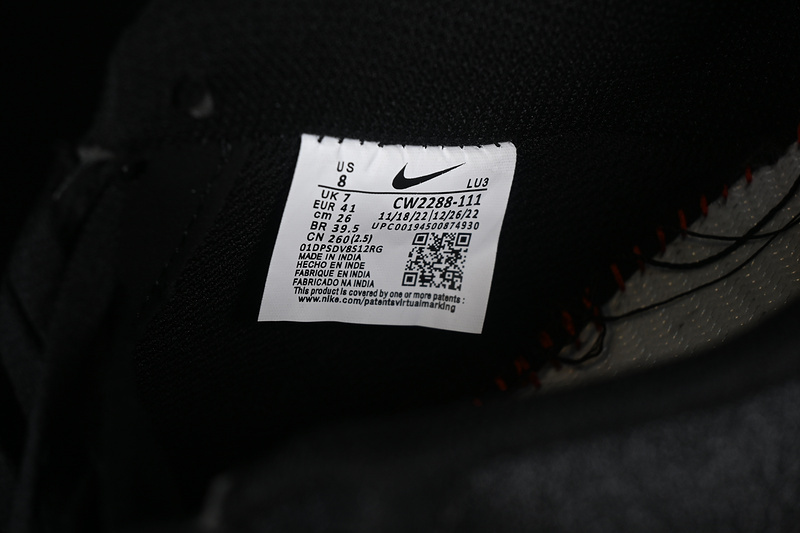 US
8
LU3
UK 7
EUR 41
cm 26
BR 39.5
CN 260(2.5)
CW2288-111
11/18/22|12/26/22
UPC00194500874930
01DPSDV8512RG
MADE IN INDIA
HECHO EN INDE
FABRIQUE EN INDIA
FABRICADO NA INDIA
This product is covered by one or more patents :
www.nike.com/patentsvirtualmarking